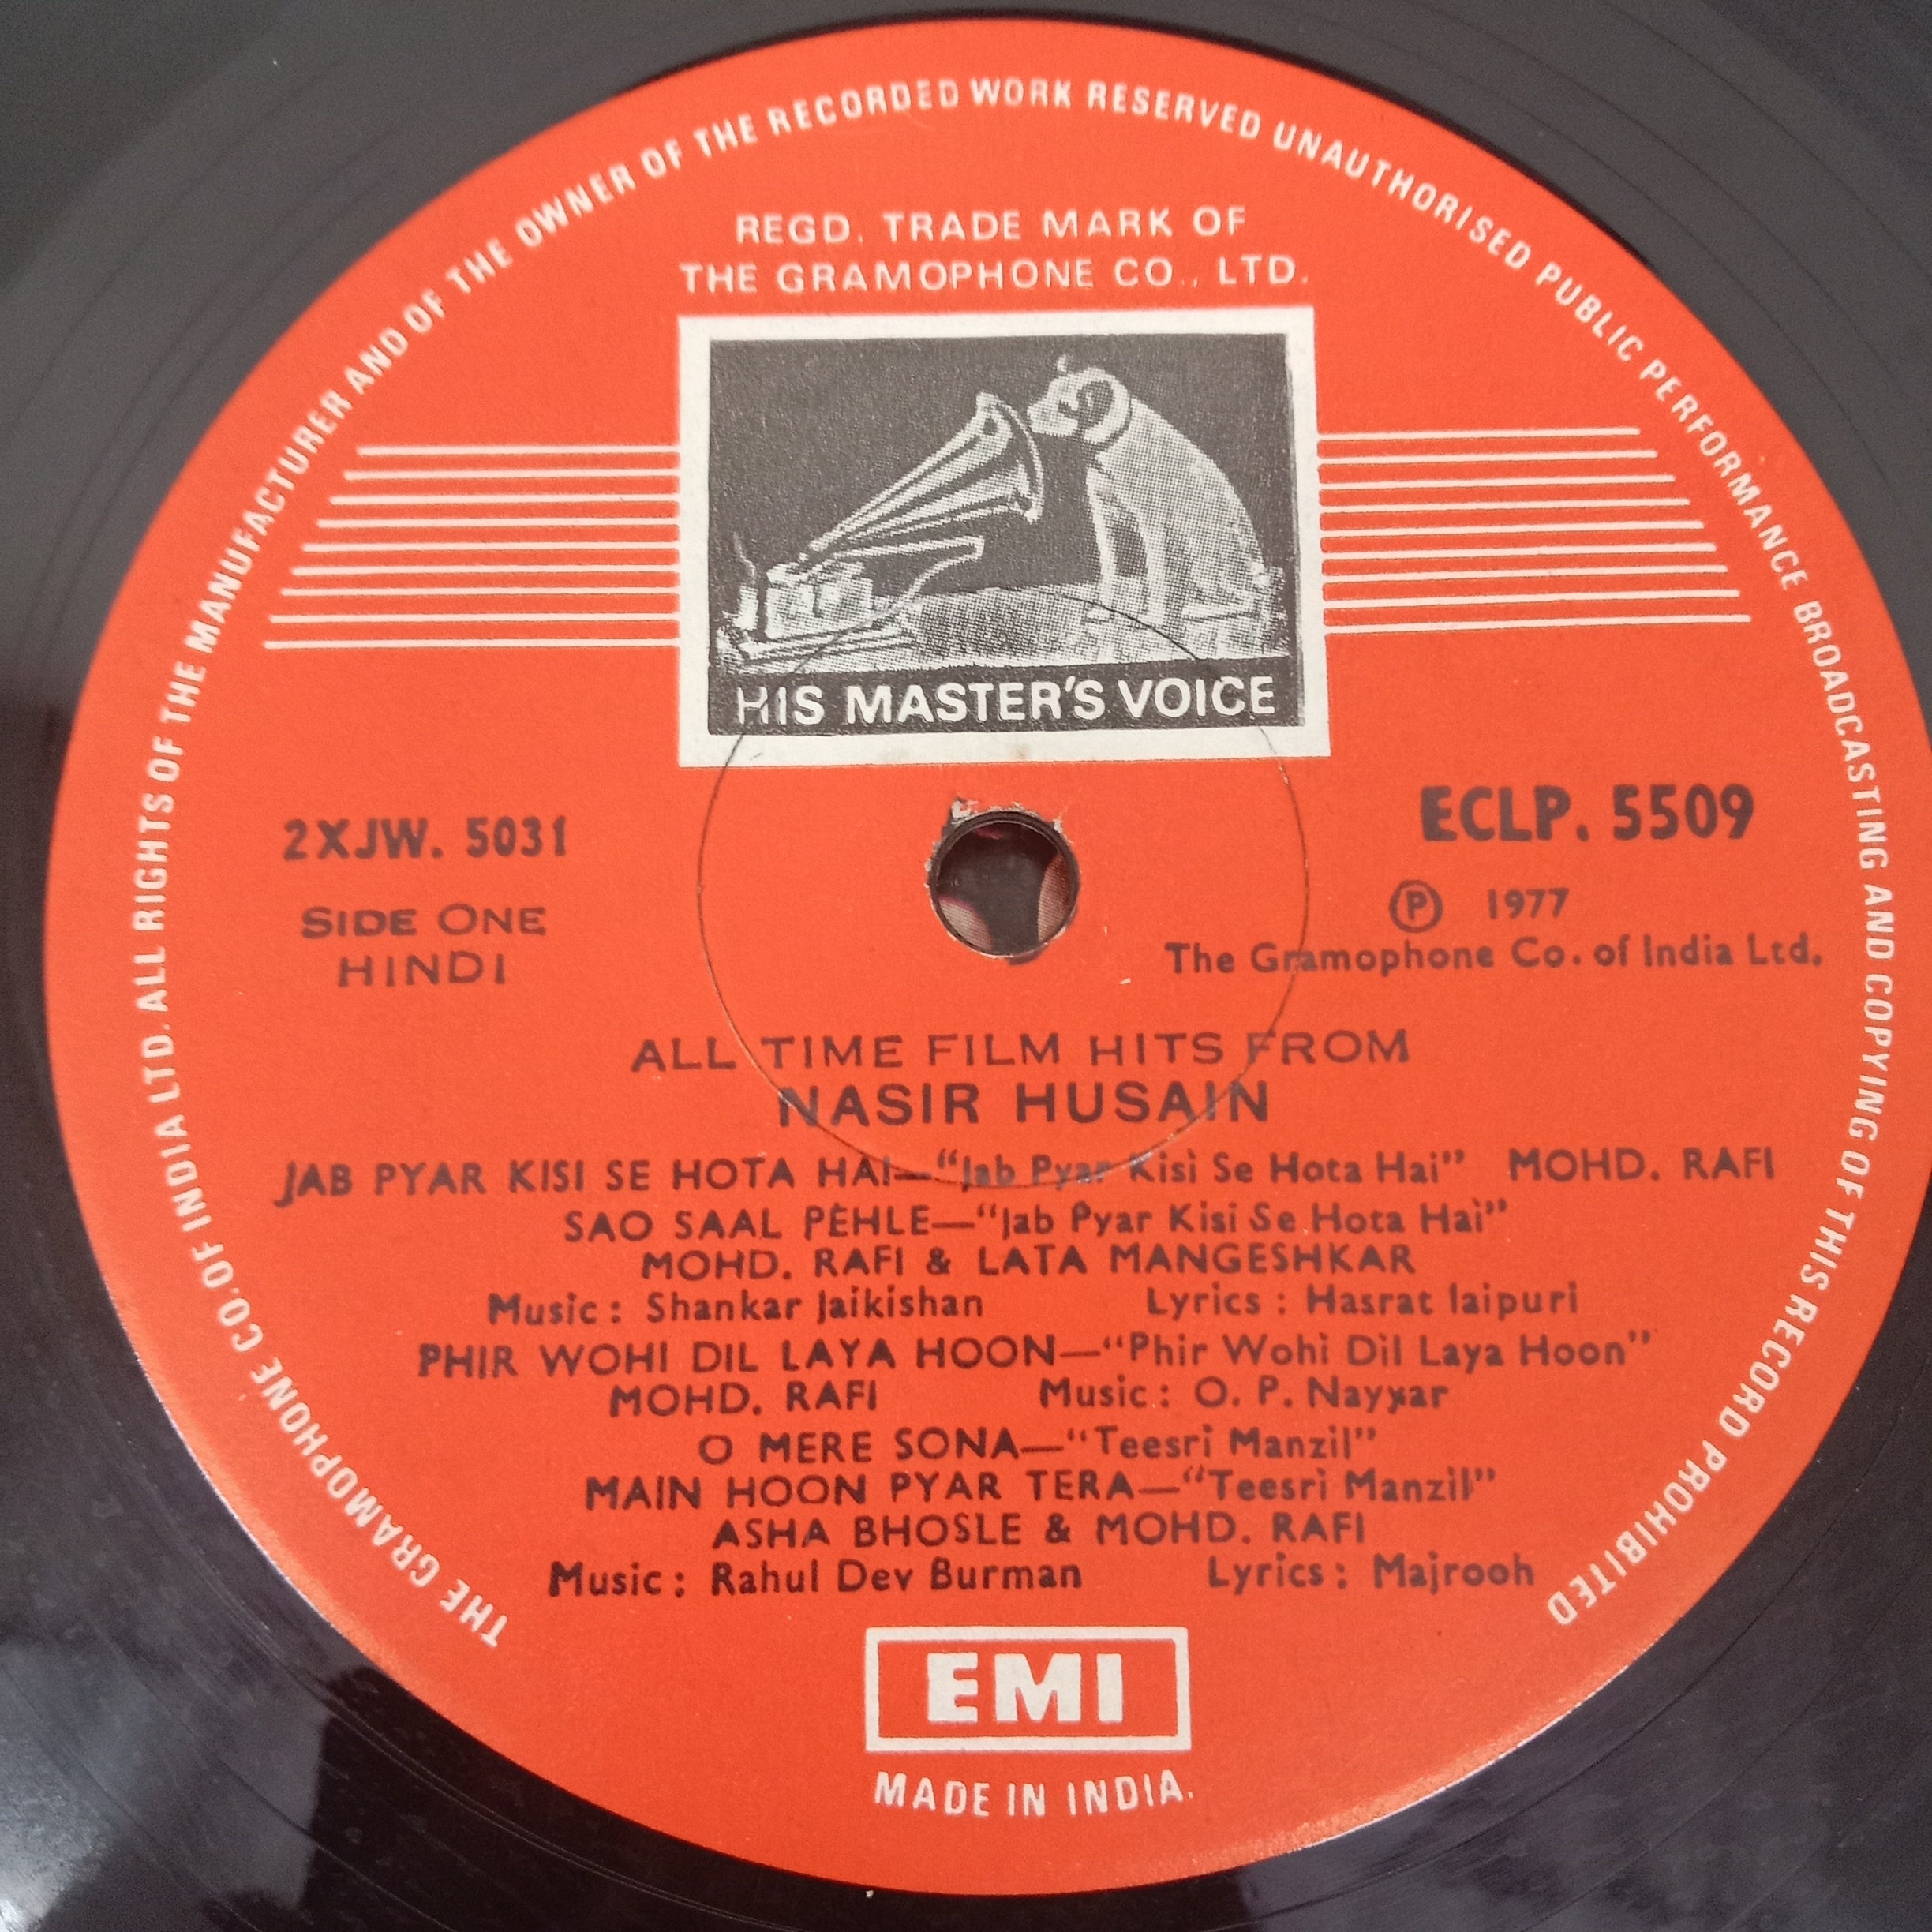 THE GRAMOPHONE CO. OF INDIA LTD. ALL RIGHTS OF THE MANUFACTURER AND OF THE OWNER OF THE RECORDED WORK RESERVED UNAUTHORISED PUBLIC PERFORMANCE BROADCASTING AND COPYING OF THIS RECORD PROHIBITED
REGD. TRADE MARK OF
THE GRAMOPHONE CO., LTD.
HIS MASTER'S VOICE
2XJW. 5031
SIDE ONE
HINDI
ECLP. 5509
Ⓟ 1977
The Gramophone Co. of India Ltd.
ALL TIME FILM HITS FROM
NASIR HUSAIN
JAB PYAR KISI SE HOTA HAI—"Jab Pyar Kisi Se Hota Hai" MOHD. RAFI
SAO SAAL PEHLE—"Jab Pyar Kisi Se Hota Hai"
MOHD. RAFI & LATA MANGESHKAR
Music: Shankar Jaikishan Lyrics: Hasrat Jaipuri
PHIR WOHI DIL LAYA HOON—"Phir Wohi Dil Laya Hoon"
MOHD. RAFI Music: O. P. Nayyar
O MERE SONA—"Teesri Manzil"
MAIN HOON PYAR TERA—"Teesri Manzil"
ASHA BHOSLE & MOHD. RAFI
Music: Rahul Dev Burman Lyrics: Majrooh
EMI
MADE IN INDIA.